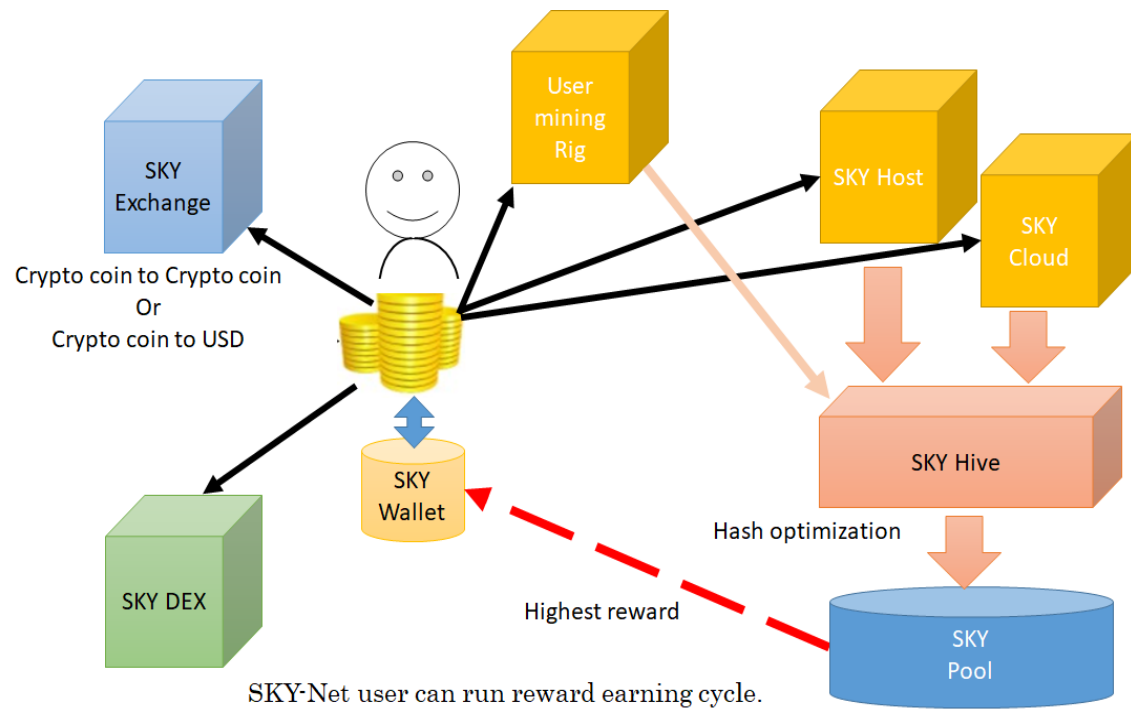 User
mining
Rig
SKY
Exchange
SKY Host
SKY
Cloud
Crypto coin to Crypto coin
Or
Crypto coin to USD
SKY
Wallet
SKY Hive
Hash optimization
SKY DEX
Highest reward
SKY
Pool
SKY-Net user can run reward earning cycle.